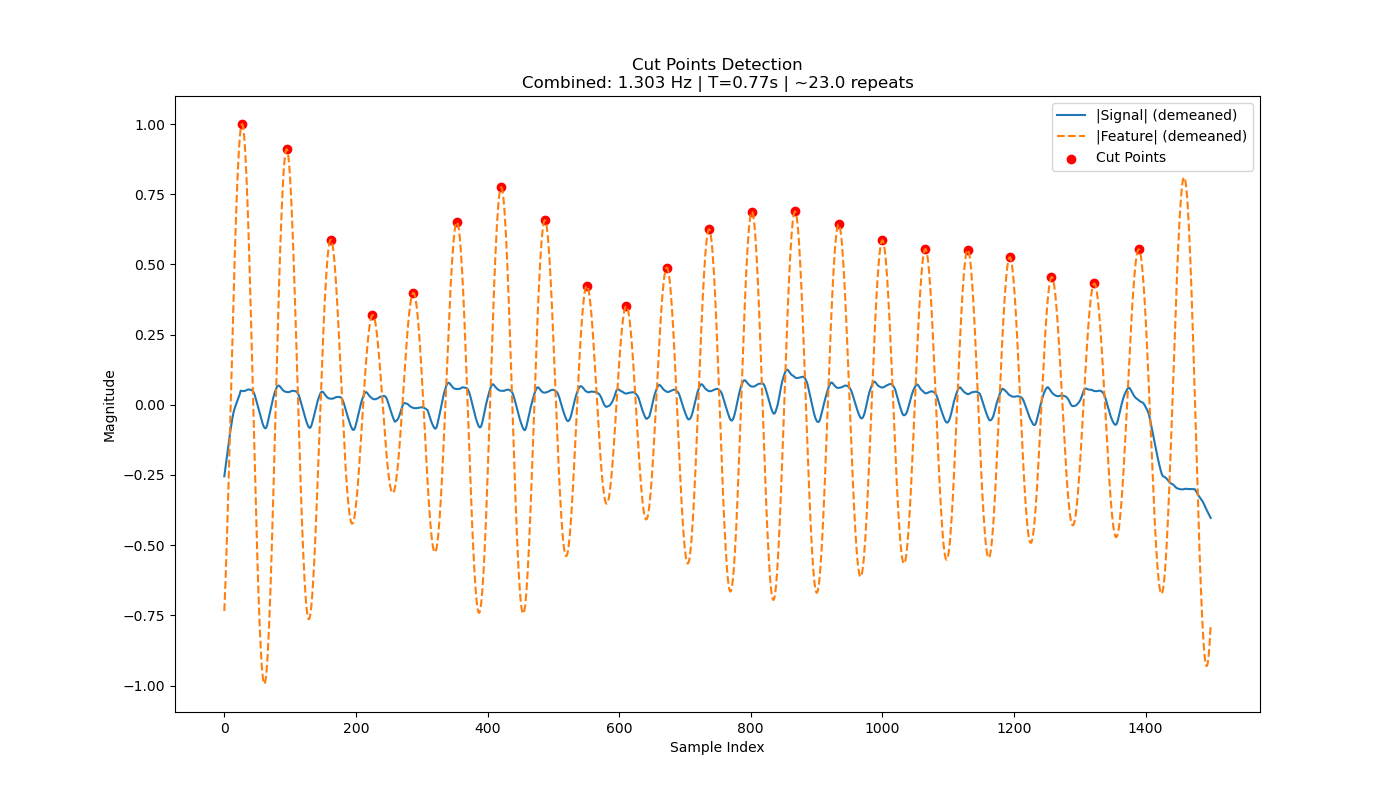 Cut Points Detection
Combined: 1.303 Hz | T=0.77s | ~23.0 repeats
|Signal| (demeaned)
|Feature| (demeaned)
Cut Points
Magnitude
1.00
0.75
0.50
0.25
0.00
−0.25
−0.50
−0.75
−1.00
0 200 400 600 800 1000 1200 1400
Sample Index